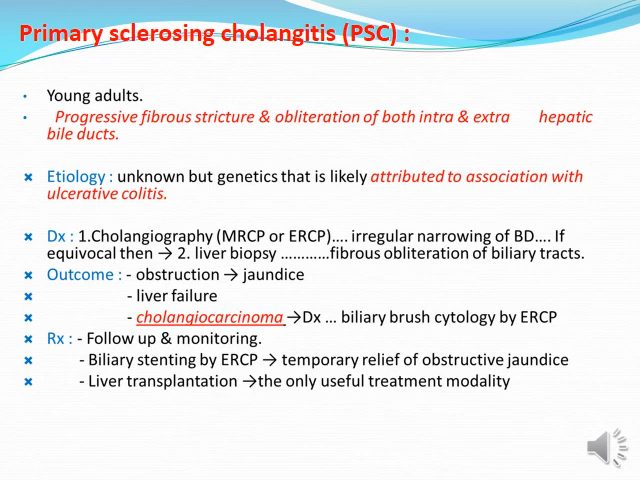 Primary sclerosing cholangitis (PSC) :
• Young adults.
• Progressive fibrous stricture & obliteration of both intra & extra hepatic
bile ducts.
× Etiology : unknown but genetics that is likely attributed to association with
ulcerative colitis.
× Dx : 1.Cholangiography (MRCP or ERCP)…. irregular narrowing of BD…. If
equivocal then → 2. liver biopsy …………fibrous obliteration of biliary tracts.
× Outcome : - obstruction → jaundice
× - liver failure
× - cholangiocarcinoma →Dx … biliary brush cytology by ERCP
× Rx : - Follow up & monitoring.
× - Biliary stenting by ERCP → temporary relief of obstructive jaundice
× - Liver transplantation →the only useful treatment modality